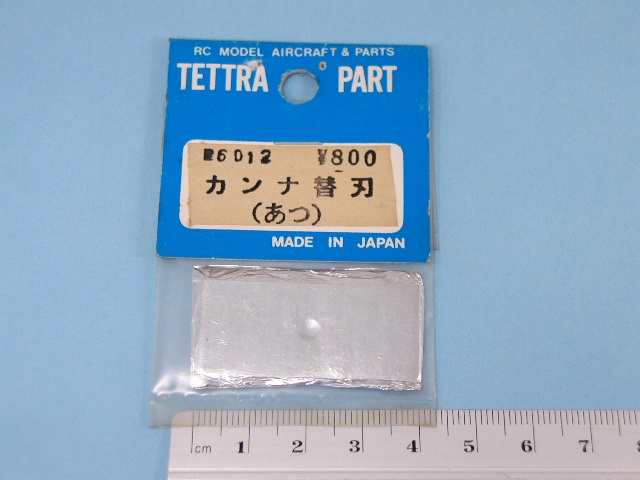 RC MODEL AIRCRAFT & PARTS
TETTRA PART
26012 ¥800
カンナ替刃
(あつ)
MADE IN JAPAN
cm 1 2 3 4 5 6 7 8